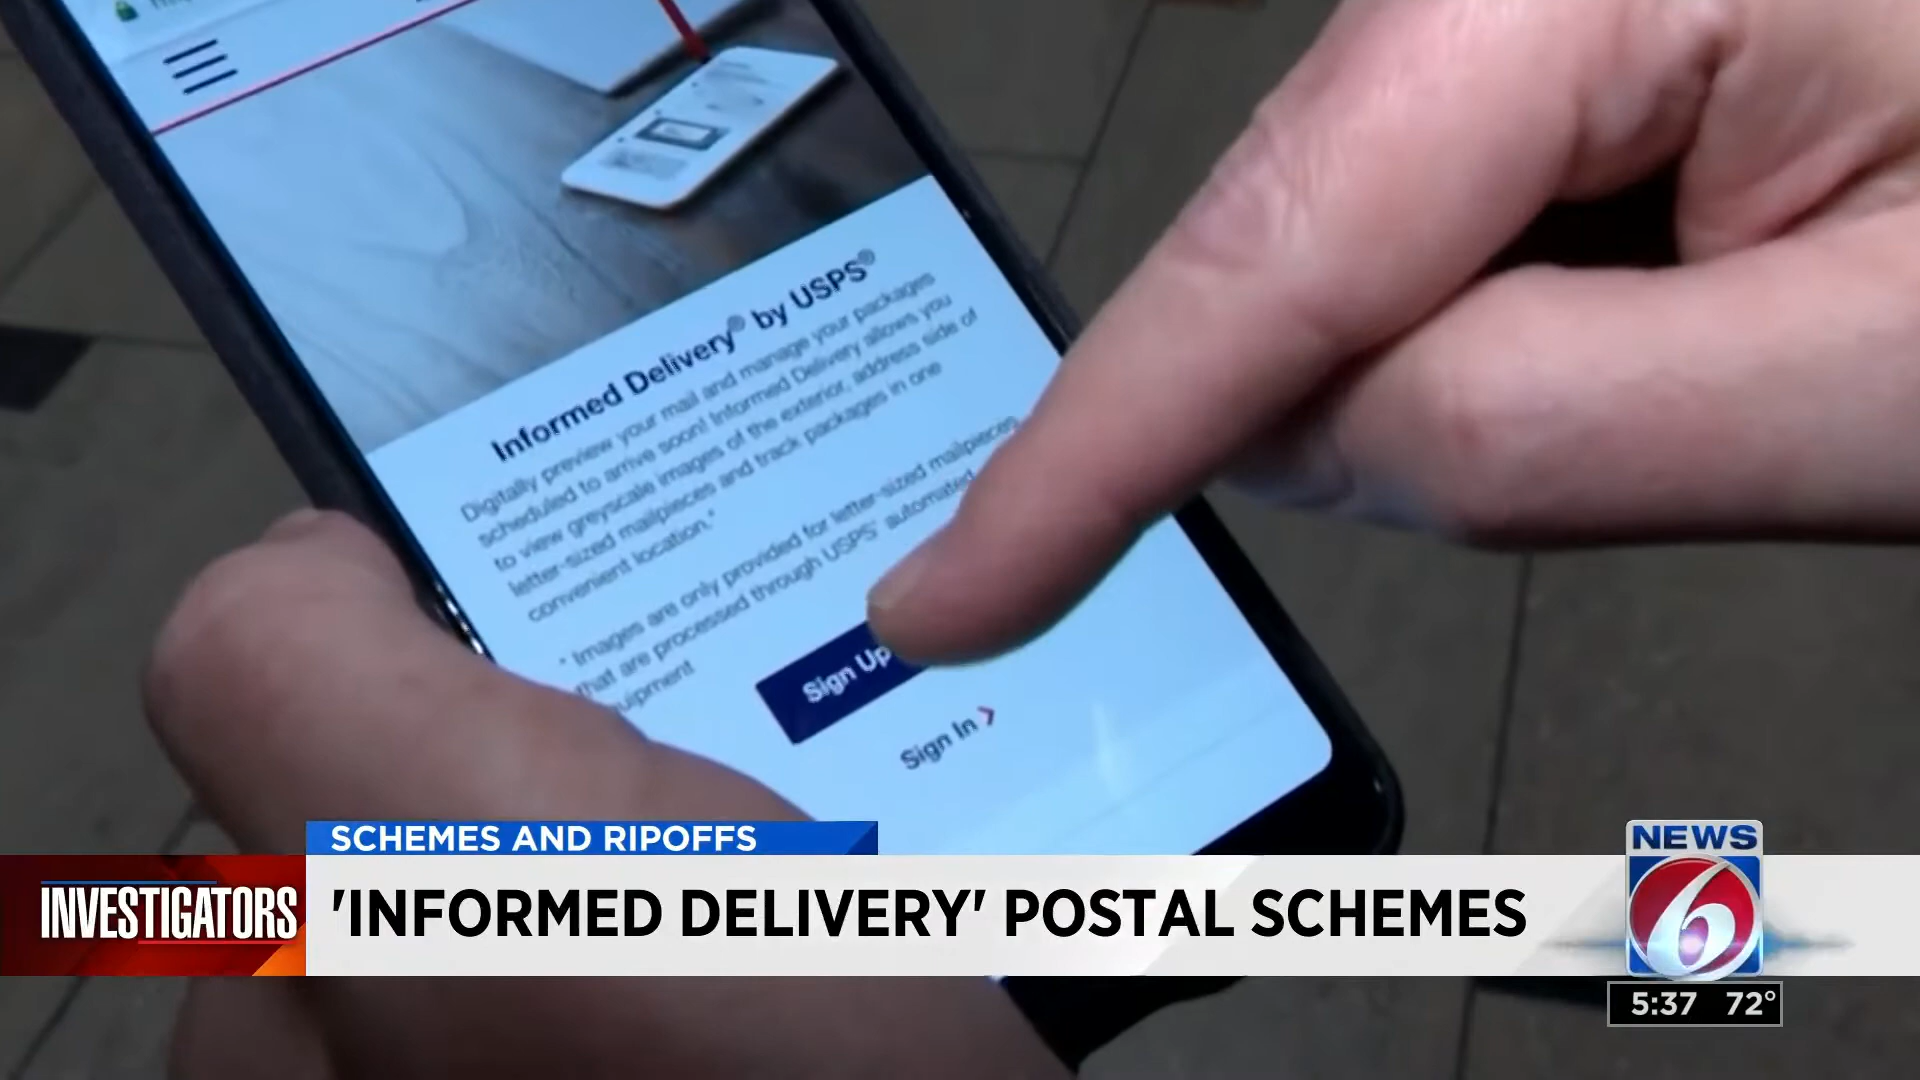 Informed Delivery® by USPS®
Digitally preview your mail and manage your packages
scheduled to arrive soon! Informed Delivery allows you
to view greyscale images of the exterior, address side of
letter-sized mailpieces and track packages in one
convenient location.*
* Images are only provided for letter-sized mailpieces
that are processed through USPS' automated
uipment
Sign Up
Sign In >
SCHEMES AND RIPOFFS
INVESTIGATORS
'INFORMED DELIVERY' POSTAL SCHEMES
NEWS
6
5:37 72°